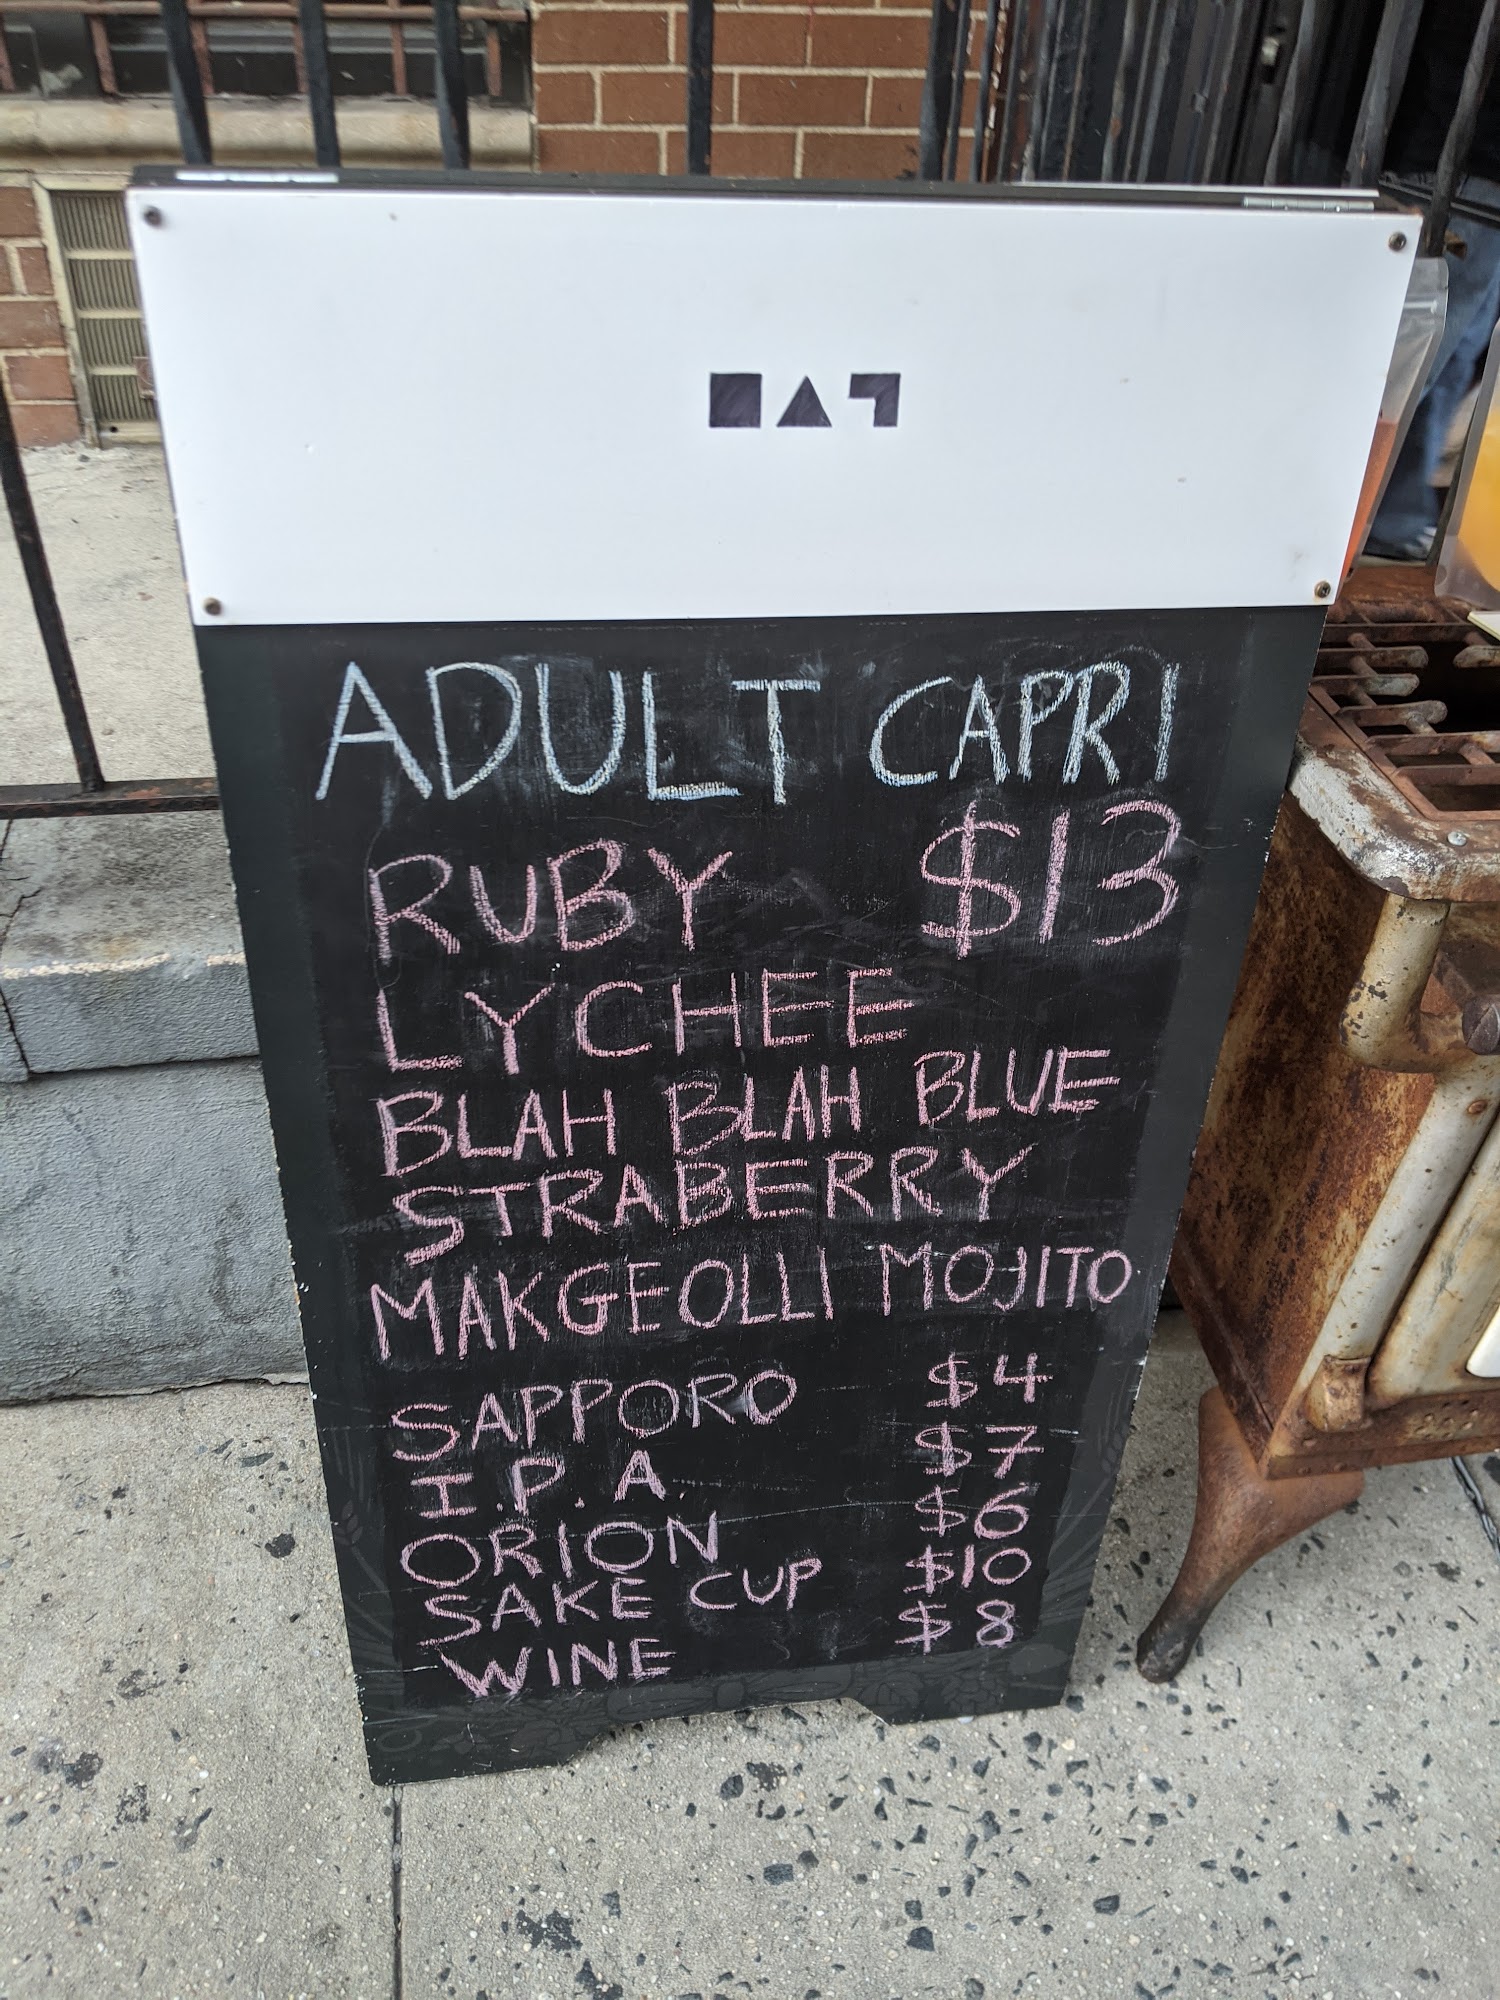 ADULT CAPRI
RUBY $13
LYCHEE
BLAH BLAH BLUE
STRABERRY
MAKGEOLLI MOJITO
SAPPORO $4
I.P.A. $7
ORION $6
SAKE CUP $10
WINE $8